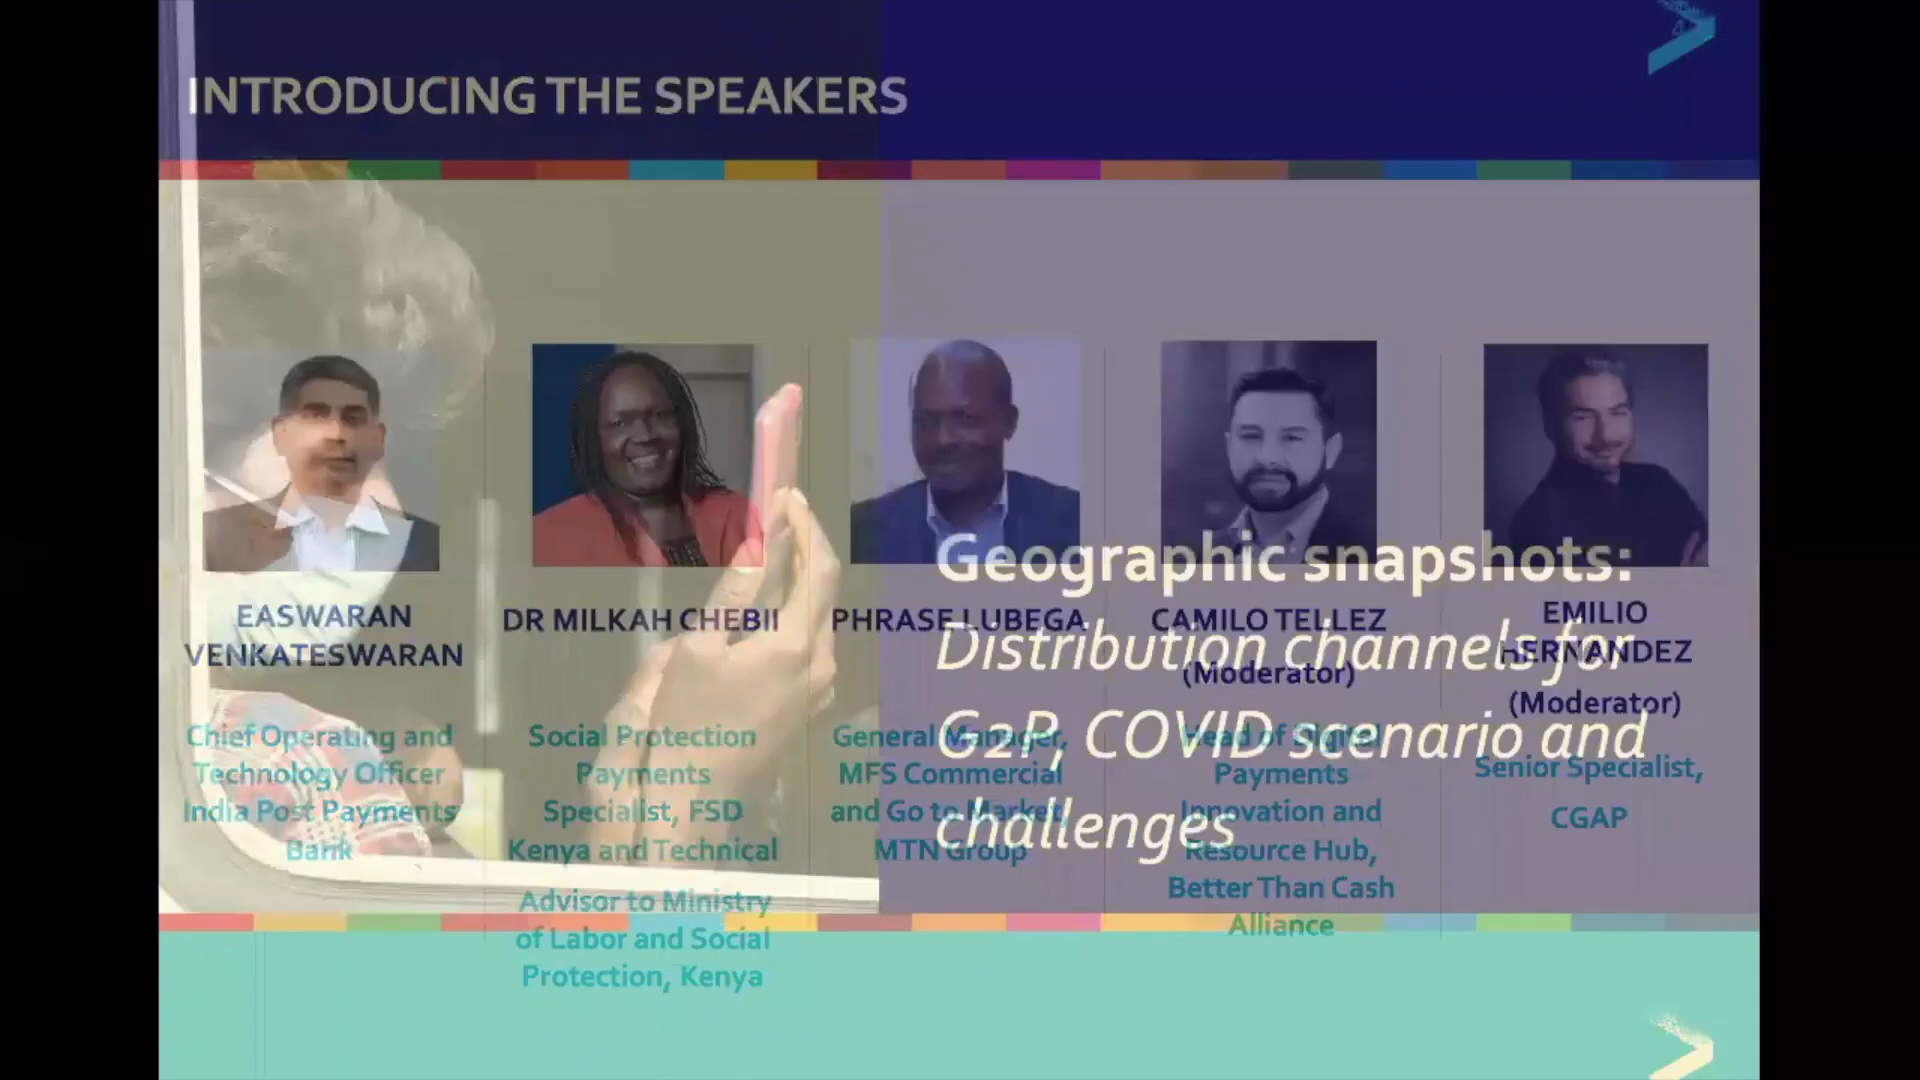 4
INTRODUCING THE SPEAKERS
EASWARAN
VENKATESWARAN
Chief Operating and
Technology Officer
India Post Payments
Bank
DR MILKAH CHEBII
Social Protection
Payments
Specialist, FSD
Kenya and Technical
Advisor to Ministry
of Labor and Social
Protection, Kenya
PHRASE LUBEGA
General Manager,
MFS Commercial
and Go to Market,
MTN Group
CAMILO TELLEZ
(Moderator)
Head of Digital
Payments
Innovation and
Resource Hub,
Better Than Cash
Alliance
EMILIO
HERNANDEZ
(Moderator)
Senior Specialist,
CGAP
Geographic snapshots:
Distribution channels for
G2P, COVID scenario and
challenges